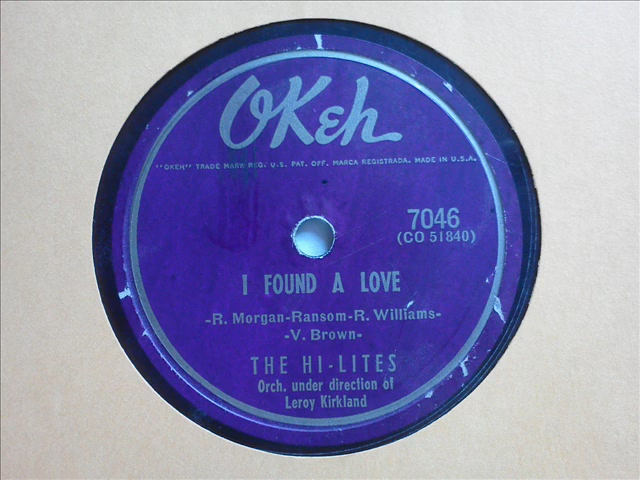 OKeh
"OKEH" TRADE MARK REG. U.S. PAT. OFF. MARCA REGISTRADA. MADE IN U.S.A.
7046
(CO 51840)
I FOUND A LOVE
-R. Morgan-Ransom-R. Williams-
-V. Brown-
THE HI-LITES
Orch. under direction of
Leroy Kirkland